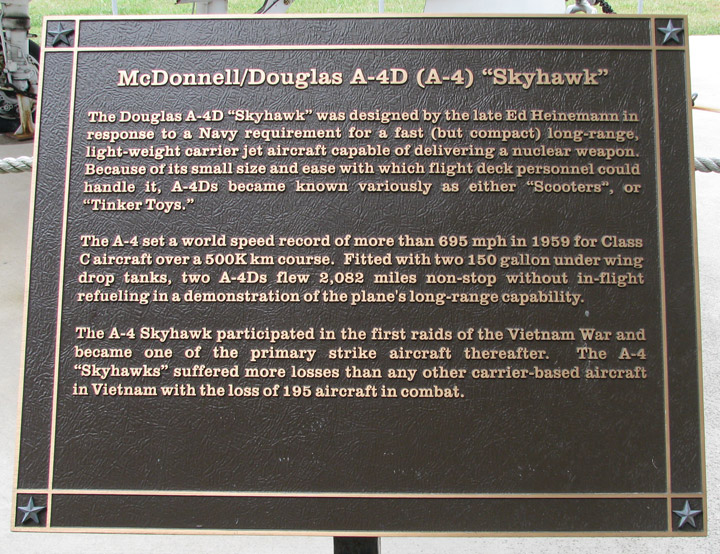 McDonnell/Douglas A-4D (A-4) “Skyhawk”
The Douglas A-4D “Skyhawk” was designed by the late Ed Heinemann in
response to a Navy requirement for a fast (but compact) long-range,
light-weight carrier jet aircraft capable of delivering a nuclear weapon.
Because of its small size and ease with which flight deck personnel could
handle it, A-4Ds became known variously as either “Scooters”, or
“Tinker Toys.”
The A-4 set a world speed record of more than 695 mph in 1959 for Class
C aircraft over a 500K km course. Fitted with two 150 gallon under wing
drop tanks, two A-4Ds flew 2,082 miles non-stop without in-flight
refueling in a demonstration of the plane's long-range capability.
The A-4 Skyhawk participated in the first raids of the Vietnam War and
became one of the primary strike aircraft thereafter. The A-4
“Skyhawks” suffered more losses than any other carrier-based aircraft
in Vietnam with the loss of 195 aircraft in combat.